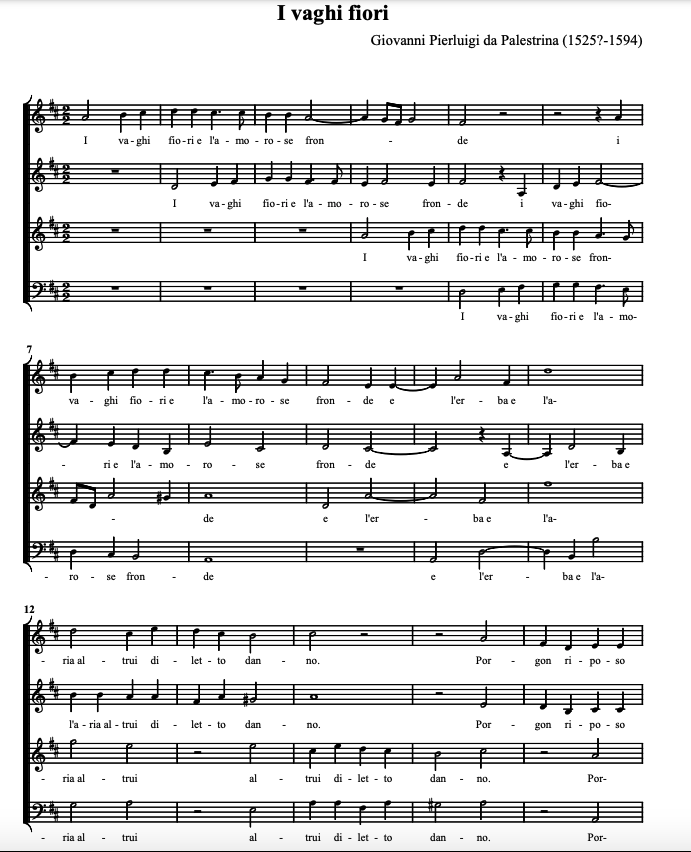 I vaghi fiori
Giovanni Pierluigi da Palestrina (1525?-1594)
I va - ghi fio - ri e l'a - mo - ro - se fron - de i
I va - ghi fio - ri e l'a - mo - ro - se fron - de i va - ghi fio-
I va - ghi fio - ri e l'a - mo - ro - se fron-
I va - ghi fio - ri e l'a - mo-
7
va - ghi fio - ri e l'a - mo - ro - se fron - de e l'er - ba e l'a-
- ri e l'a - mo - ro - se fron - de e l'er - ba e
- de e l'er - ba e l'a-
- ro - se fron - de e l'er - ba e l'a-
12
- ria al - trui di - let - to dan - no. Por - gon ri - po - so
l'a - ria al - trui di - let - to dan - no. Por - gon ri - po - so
ria al - trui al - trui di - let - to dan - no. Por-
- ria al - trui al - trui di - let - to dan - no. Por-